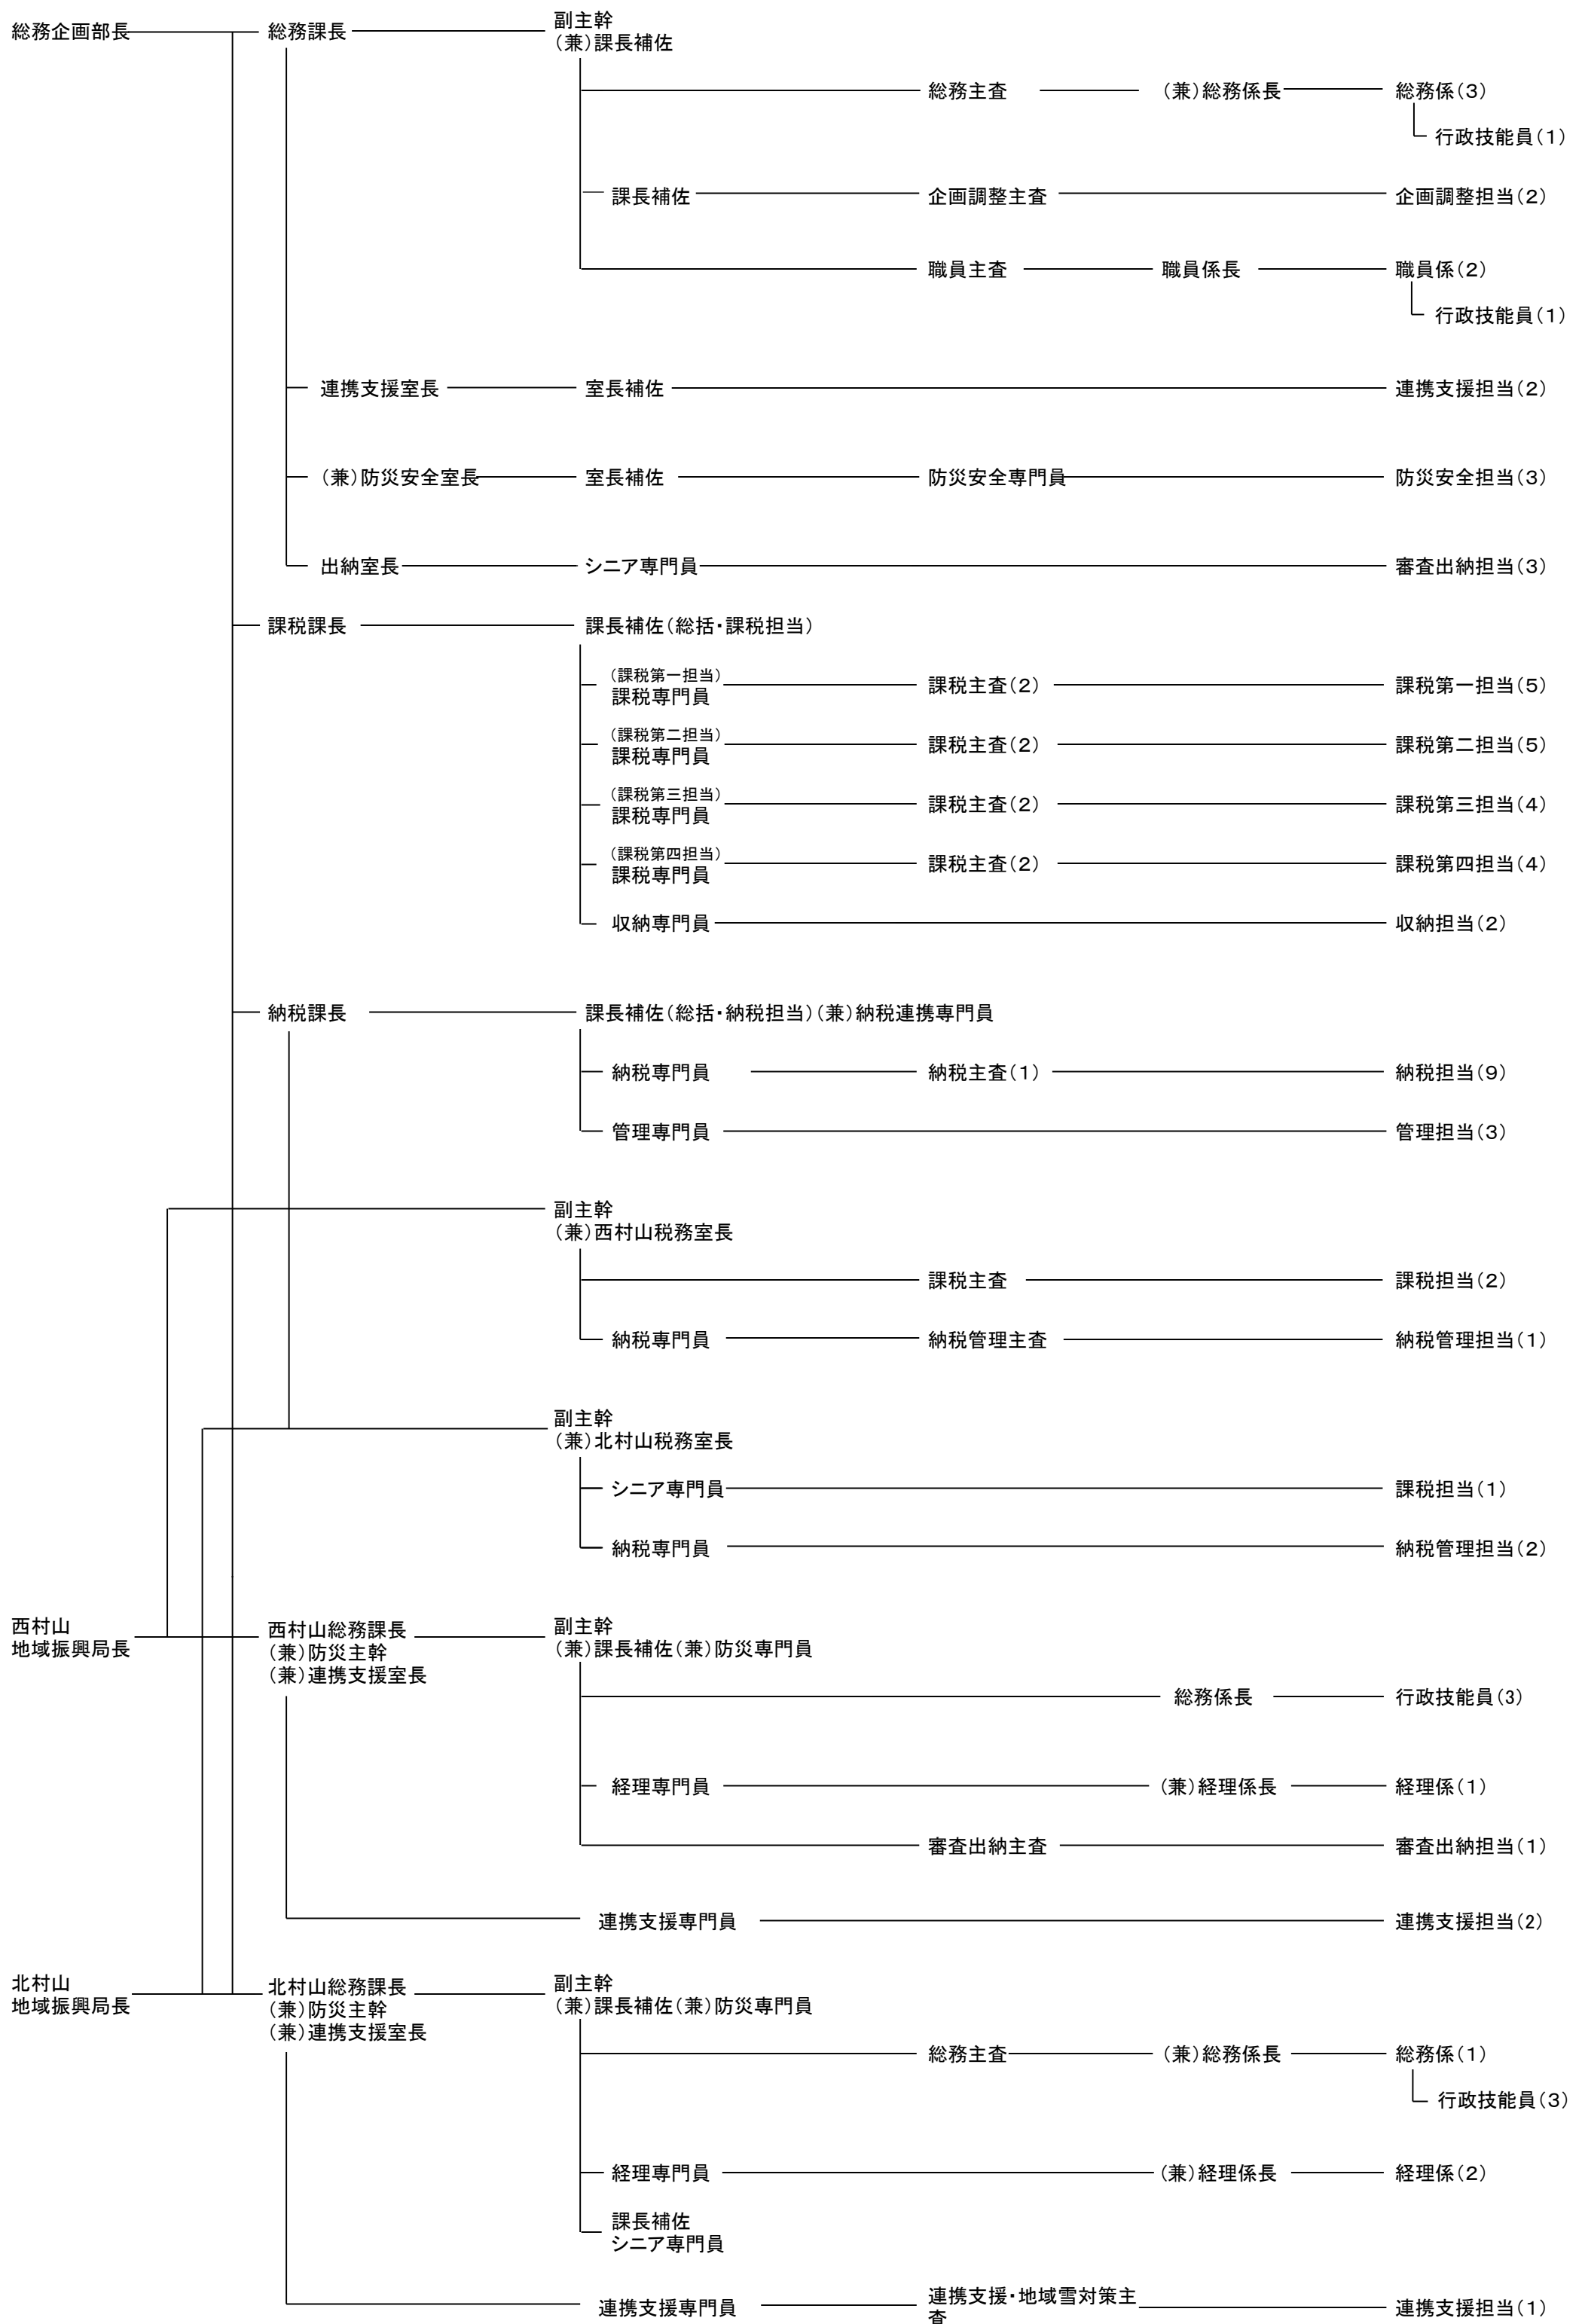 総務企画部長
総務課長
副主幹
（兼）課長補佐
総務主査
（兼）総務係長
総務係（３）
行政技能員（１）
課長補佐
企画調整主査
企画調整担当（２）
職員主査
職員係長
職員係（２）
行政技能員（１）
連携支援室長
室長補佐
連携支援担当（２）
（兼）防災安全室長
室長補佐
防災安全専門員
防災安全担当（３）
出納室長
シニア専門員
審査出納担当（３）
課税課長
課長補佐（総括・課税担当）
（課税第一担当）
課税専門員
課税主査（２）
課税第一担当（５）
（課税第二担当）
課税専門員
課税主査（２）
課税第二担当（５）
（課税第三担当）
課税専門員
課税主査（２）
課税第三担当（４）
（課税第四担当）
課税専門員
課税主査（２）
課税第四担当（４）
収納専門員
収納担当（２）
納税課長
課長補佐（総括・納税担当）（兼）納税連携専門員
納税専門員
納税主査（１）
納税担当（９）
管理専門員
管理担当（３）
副主幹
（兼）西村山税務室長
課税主査
課税担当（２）
納税専門員
納税管理主査
納税管理担当（１）
副主幹
（兼）北村山税務室長
シニア専門員
課税担当（１）
納税専門員
納税管理担当（２）
西村山
地域振興局長
西村山総務課長
（兼）防災主幹
（兼）連携支援室長
副主幹
（兼）課長補佐（兼）防災専門員
総務係長
行政技能員（３）
経理専門員
（兼）経理係長
経理係（１）
審査出納主査
審査出納担当（１）
連携支援専門員
連携支援担当（２）
北村山
地域振興局長
北村山総務課長
（兼）防災主幹
（兼）連携支援室長
副主幹
（兼）課長補佐（兼）防災専門員
総務主査
（兼）総務係長
総務係（１）
行政技能員（３）
経理専門員
（兼）経理係長
経理係（２）
課長補佐
シニア専門員
連携支援専門員
連携支援・地域雪対策主
査
連携支援担当（１）